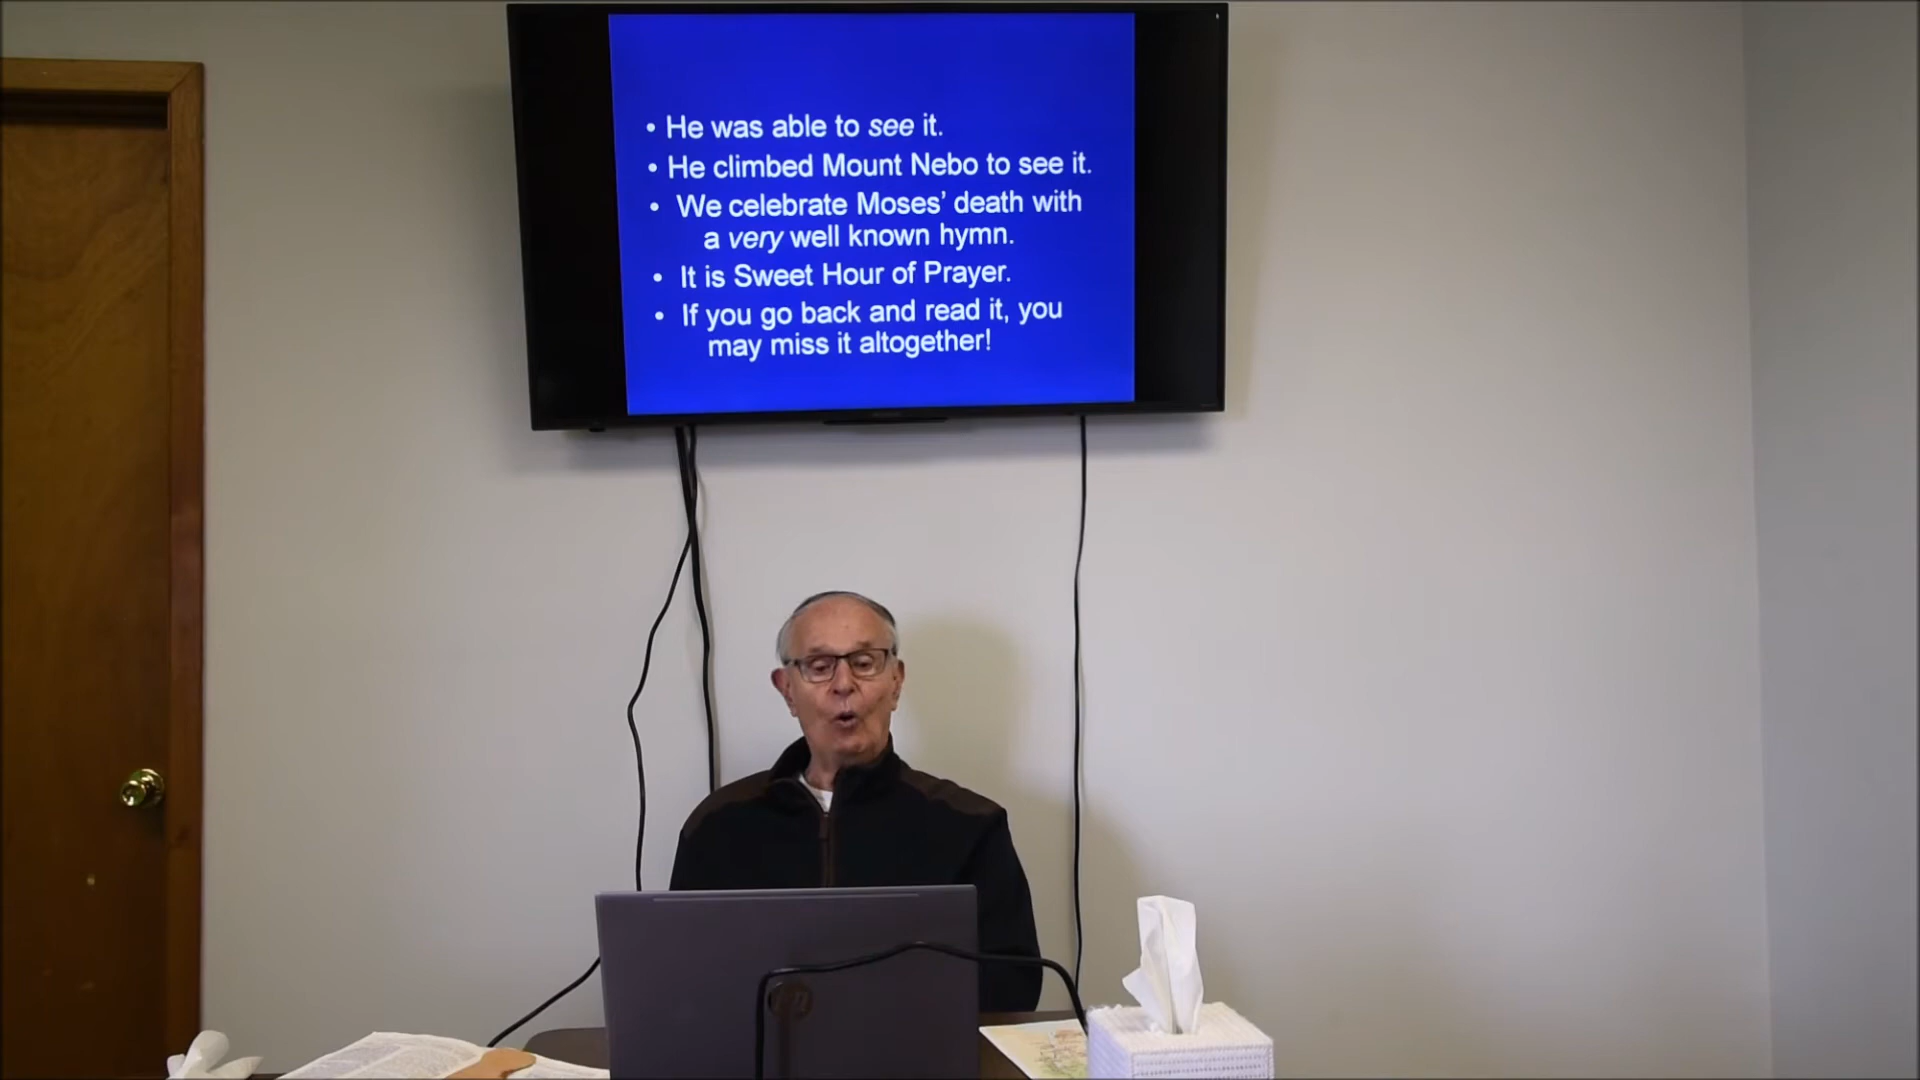 • He was able to see it.
• He climbed Mount Nebo to see it.
• We celebrate Moses’ death with
a very well known hymn.
• It is Sweet Hour of Prayer.
• If you go back and read it, you
may miss it altogether!
hp